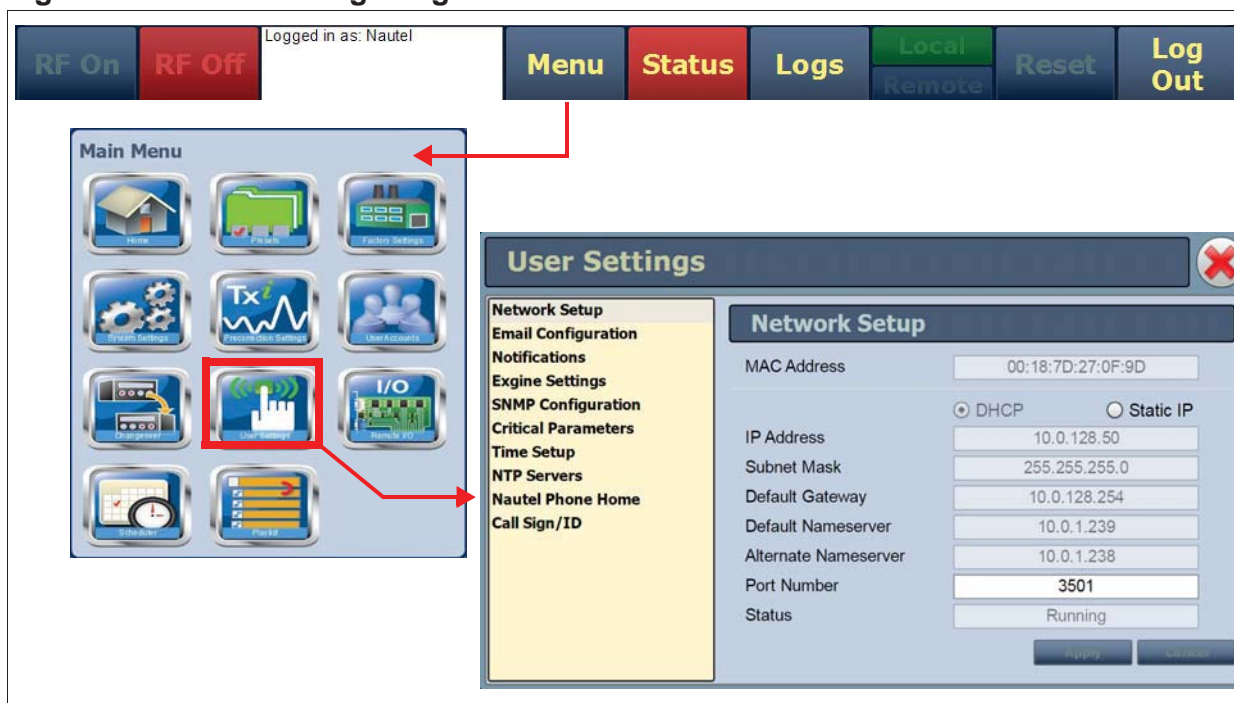 Logged in as: Nautel
RF On
RF Off
Menu
Status
Logs
Local
Remote
Reset
Log
Out
Main Menu
Home
Presets
Factory Settings
System Settings
Txi
Precorrection Settings
User Accounts
Changeover
User Settings
I/O
Remote I/O
Scheduler
Playlist
User Settings
Network Setup
Email Configuration
Notifications
Exgine Settings
SNMP Configuration
Critical Parameters
Time Setup
NTP Servers
Nautel Phone Home
Call Sign/ID
Network Setup
MAC Address 00:18:7D:27:0F:9D
DHCP Static IP
IP Address 10.0.128.50
Subnet Mask 255.255.255.0
Default Gateway 10.0.128.254
Default Nameserver 10.0.1.239
Alternate Nameserver 10.0.1.238
Port Number 3501
Status Running
Apply Cancel